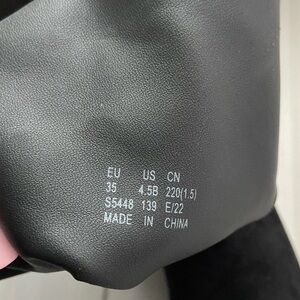 EU US CN
35 4.5B 220(1.5)
S5448 139 E/22
MADE IN CHINA